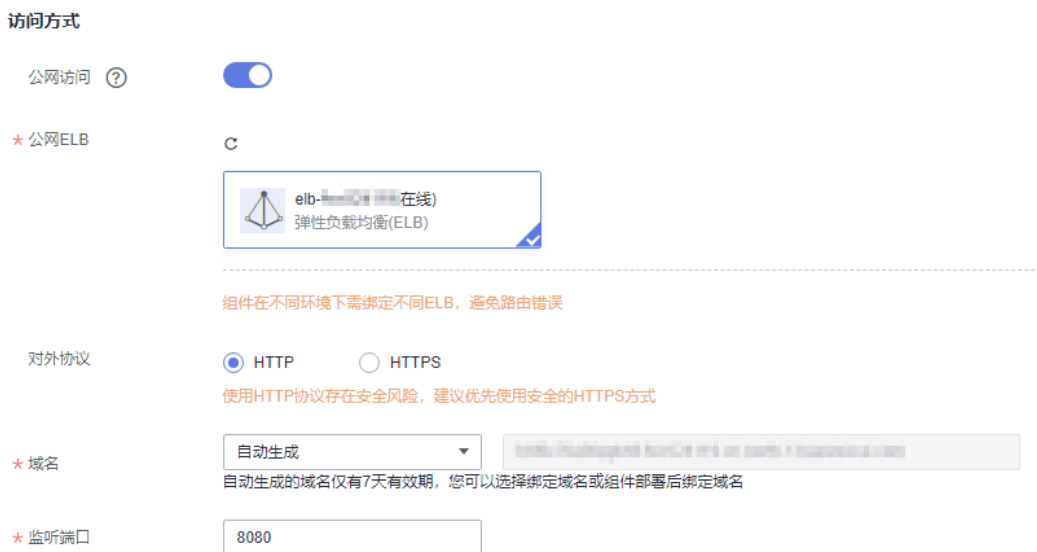 访问方式
公网访问 ?
* 公网ELB
elb- 在线)
弹性负载均衡(ELB)
组件在不同环境下需绑定不同ELB，避免路由错误
对外协议 HTTP HTTPS
使用HTTP协议存在安全风险，建议优先使用安全的HTTPS方式
* 域名 自动生成
自动生成的域名仅有7天有效期，您可以选择绑定域名或组件部署后绑定域名
* 监听端口 8080